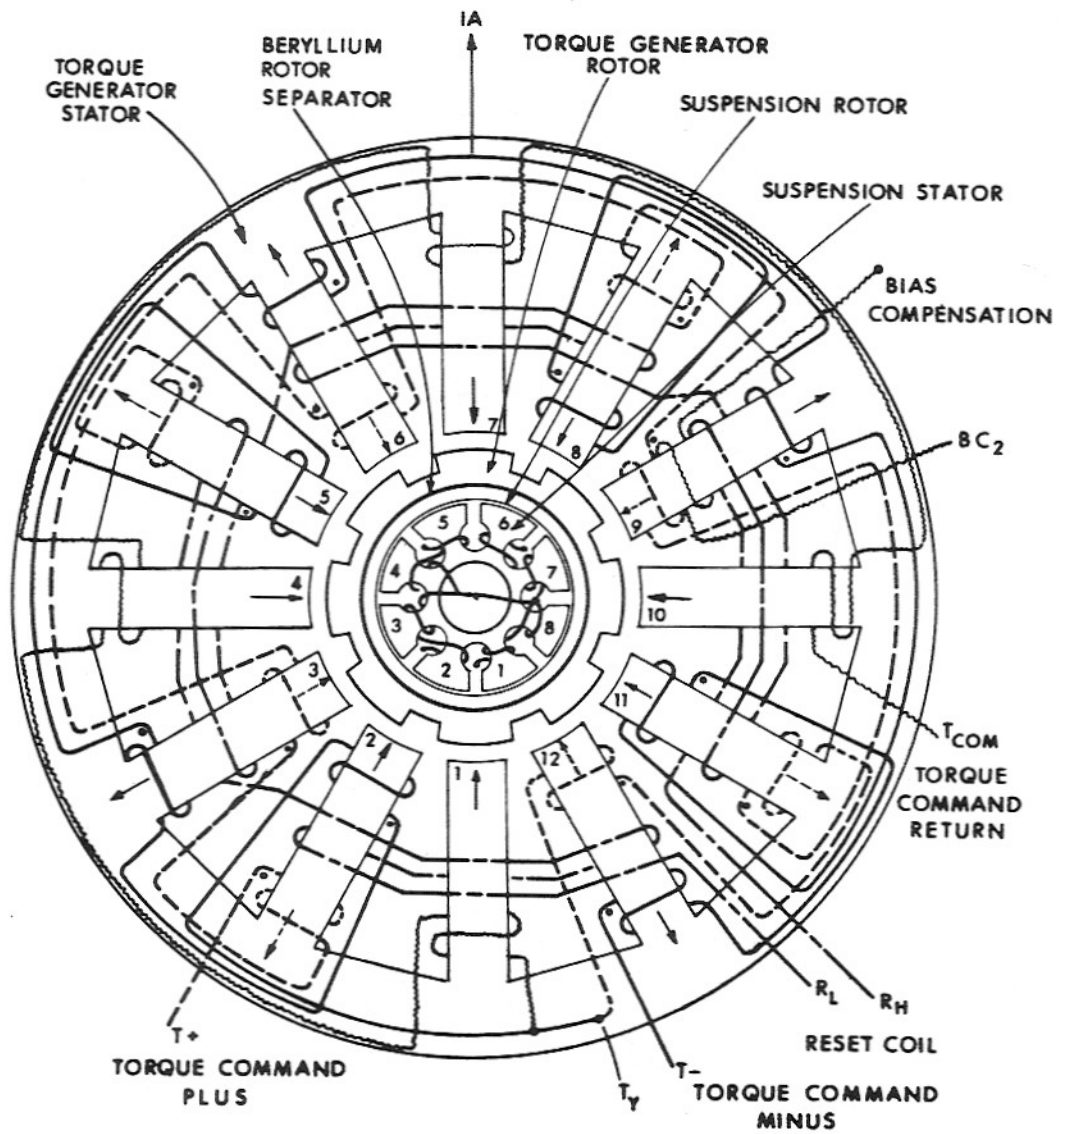 IA
BERYLLIUM
ROTOR
SEPARATOR
TORQUE GENERATOR
ROTOR
TORQUE
GENERATOR
STATOR
SUSPENSION ROTOR
SUSPENSION STATOR
BIAS
COMPENSATION
7
6
8
BC2
5
9
5
6
4
7
4
10
3
8
2
1
3
11
2
12
1
TCOM
TORQUE
COMMAND
RETURN
RL
RH
RESET COIL
T+
TORQUE COMMAND
PLUS
TY
T-
TORQUE COMMAND
MINUS